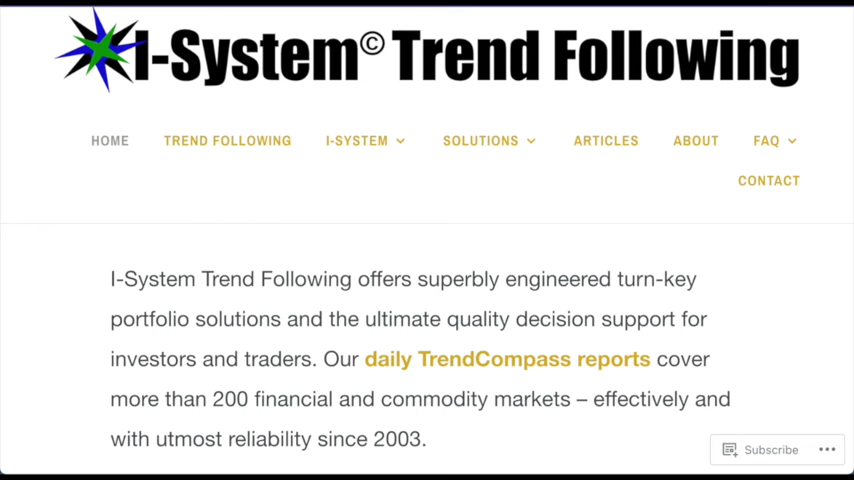 I-System© Trend Following
HOME TREND FOLLOWING I-SYSTEM SOLUTIONS ARTICLES ABOUT FAQ
CONTACT
I-System Trend Following offers superbly engineered turn-key
portfolio solutions and the ultimate quality decision support for
investors and traders. Our daily TrendCompass reports cover
more than 200 financial and commodity markets – effectively and
with utmost reliability since 2003.
Subscribe